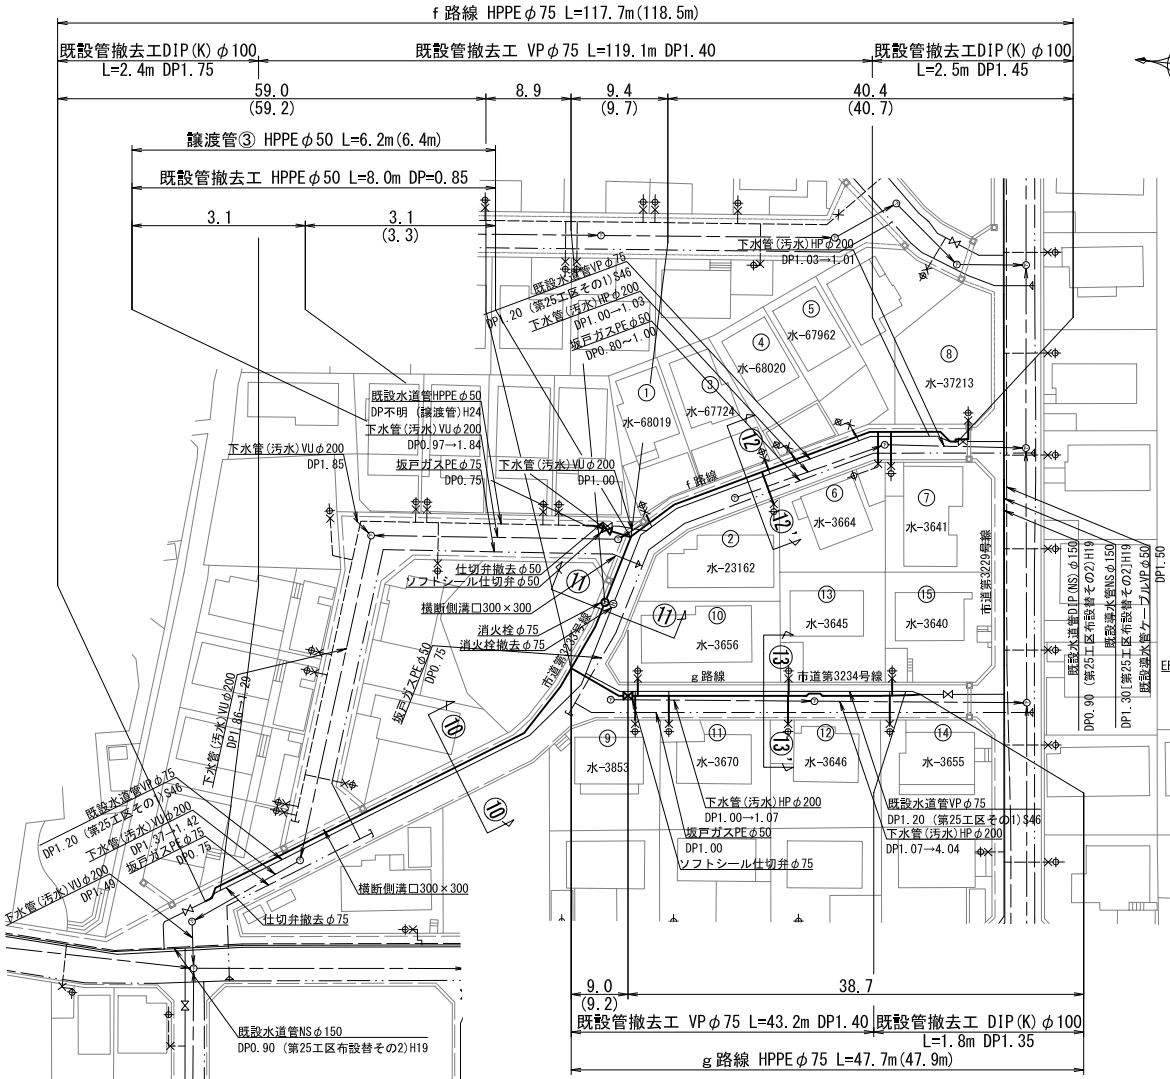 f 路線 HPPEφ75 L=117.7m(118.5m)
既設管撤去工DIP(K)φ100
L=2.4m DP1.75
既設管撤去工 VPφ75 L=119.1m DP1.40
既設管撤去工DIP(K)φ100
L=2.5m DP1.45
59.0
(59.2)
8.9
9.4
(9.7)
40.4
(40.7)
譲渡管③ HPPEφ50 L=6.2m(6.4m)
既設管撤去工 HPPEφ50 L=8.0m DP=0.85
3.1
3.1
(3.3)
下水管(汚水)HPφ200
DP1.03→1.01
既設水道管VPφ75
DP1.20 (第25工区その1)S46
下水管(汚水)HPφ200
DP1.00→1.03
坂戸ガスPEφ50
DP0.80~1.00
⑤
水-67962
④
水-68020
⑧
水-37213
①
水-68019
③
水-67724
既設水道管HPPEφ50
DP不明 (譲渡管)H24
下水管(汚水)VUφ200
DP0.97→1.84
坂戸ガスPEφ75
DP0.75
下水管(汚水)VUφ200
DP1.85
下水管(汚水)VUφ200
DP1.00
f 路線
12
12'
⑥
水-3664
⑦
水-3641
②
水-23162
仕切弁撤去φ50
ソフトシール仕切弁φ50
横断側溝口300×300
消火栓φ75
消火栓撤去φ75
11
11
⑬
水-3645
⑮
水-3640
⑩
水-3656
市道第3229号線
既設水道管DIP(NS)φ150
DP0.90 (第25工区布設替その2)H19
既設導水管NSφ150
DP1.30[第25工区布設替その2]H19
既設導水管ケーブルVPφ50
DP1.50
市道第3233号線
坂戸ガスPEφ50
DP0.75
g 路線
市道第3234号線
13
13'
下水管(汚水)VUφ200
DP1.86→1.29
10
10
⑨
水-3853
⑪
水-3670
⑫
水-3646
⑭
水-3655
既設水道管VPφ75
DP1.20 (第25工区その1)S46
下水管(汚水)VUφ200
DP1.37→1.42
坂戸ガスPEφ75
DP0.75
下水管(汚水)VUφ200
DP1.49
下水管(汚水)HPφ200
DP1.00→1.07
坂戸ガスPEφ50
DP1.00
ソフトシール仕切弁φ75
既設水道管VPφ75
DP1.20 (第25工区その1)S46
下水管(汚水)HPφ200
DP1.07→4.04
横断側溝口300×300
仕切弁撤去φ75
既設水道管NSφ150
DP0.90 (第25工区布設替その2)H19
9.0
(9.2)
38.7
既設管撤去工 VPφ75 L=43.2m DP1.40
既設管撤去工 DIP(K)φ100
L=1.8m DP1.35
g 路線 HPPEφ75 L=47.7m(47.9m)